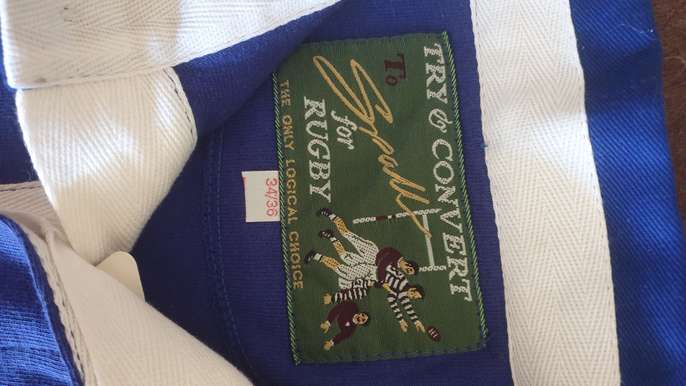 TRY & CONVERT
To
Spall
for
RUGBY
THE ONLY LOGICAL CHOICE
34/36